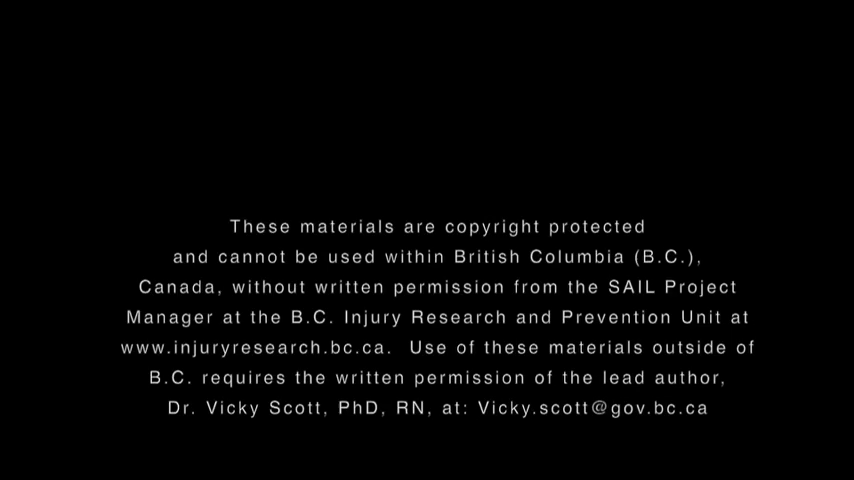 These materials are copyright protected
and cannot be used within British Columbia (B.C.),
Canada, without written permission from the SAIL Project
Manager at the B.C. Injury Research and Prevention Unit at
www.injuryresearch.bc.ca. Use of these materials outside of
B.C. requires the written permission of the lead author,
Dr. Vicky Scott, PhD, RN, at: Vicky.scott@gov.bc.ca